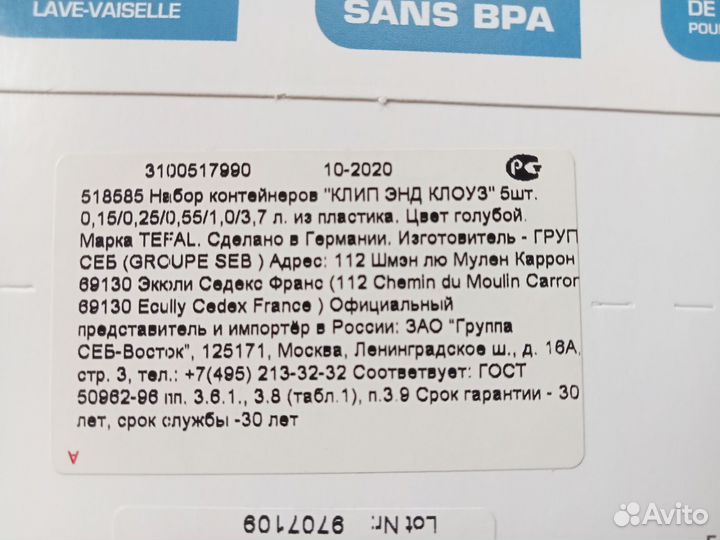 LAVE-VAISELLE
SANS BPA
DE
POU
3100517990 10-2020
518585 Набор контейнеров "КЛИП ЭНД КЛОУЗ" 5шт.
0,15/0,25/0,55/1,0/3,7 л. из пластика. Цвет голубой.
Марка TEFAL. Сделано в Германии. Изготовитель - ГРУП
СЕБ (GROUPE SEB ) Адрес: 112 Шмэн лю Мулен Каррон
69130 Эккюли Седекс Франс (112 Chemin du Moulin Carror
69130 Ecully Cedex France ) Официальный
представитель и импортёр в России: ЗАО "Группа
СЕБ-Восток", 125171, Москва, Ленинградское ш., д. 16А,
стр. 3, тел.: +7(495) 213-32-32 Соответствует: ГОСТ
50962-96 пп. 3.6.1., 3.8 (табл.1), п.3.9 Срок гарантии - 30
лет, срок службы -30 лет
A
Lot Nr: 9707109
Avito